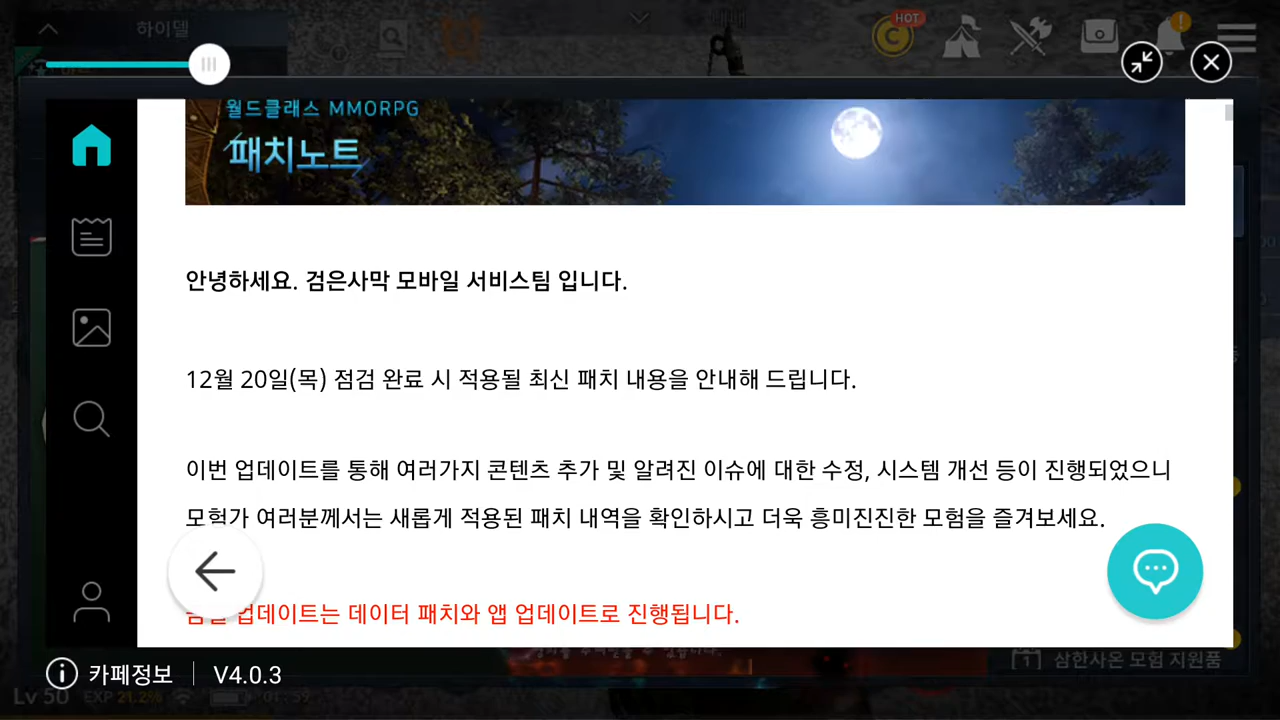 하이델
HOT
월드클래스 MMORPG
패치노트
안녕하세요. 검은사막 모바일 서비스팀 입니다.
12월 20일(목) 점검 완료 시 적용될 최신 패치 내용을 안내해 드립니다.
이번 업데이트를 통해 여러가지 콘텐츠 추가 및 알려진 이슈에 대한 수정, 시스템 개선 등이 진행되었으니
모험가 여러분께서는 새롭게 적용된 패치 내역을 확인하시고 더욱 흥미진진한 모험을 즐겨보세요.
업데이트는 데이터 패치와 앱 업데이트로 진행됩니다.
카페정보 V4.0.3
삼한사온 모험 지원품
Lv 50 EXP 21.2% 01:59